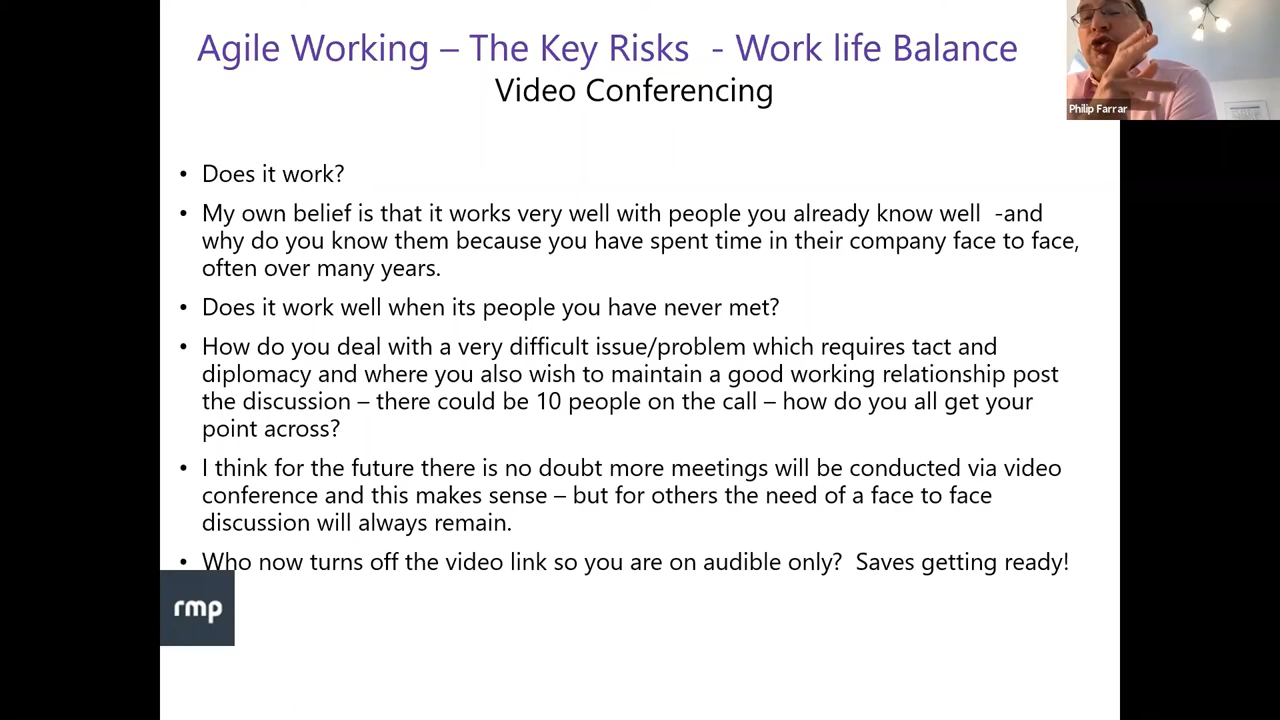 Agile Working – The Key Risks  - Work life Balance
Video Conferencing
Philip Farrar
• Does it work?
• My own belief is that it works very well with people you already know well  -and
why do you know them because you have spent time in their company face to face,
often over many years.
• Does it work well when its people you have never met?
• How do you deal with a very difficult issue/problem which requires tact and
diplomacy and where you also wish to maintain a good working relationship post
the discussion – there could be 10 people on the call – how do you all get your
point across?
• I think for the future there is no doubt more meetings will be conducted via video
conference and this makes sense – but for others the need of a face to face
discussion will always remain.
• Who now turns off the video link so you are on audible only?  Saves getting ready!
rmp